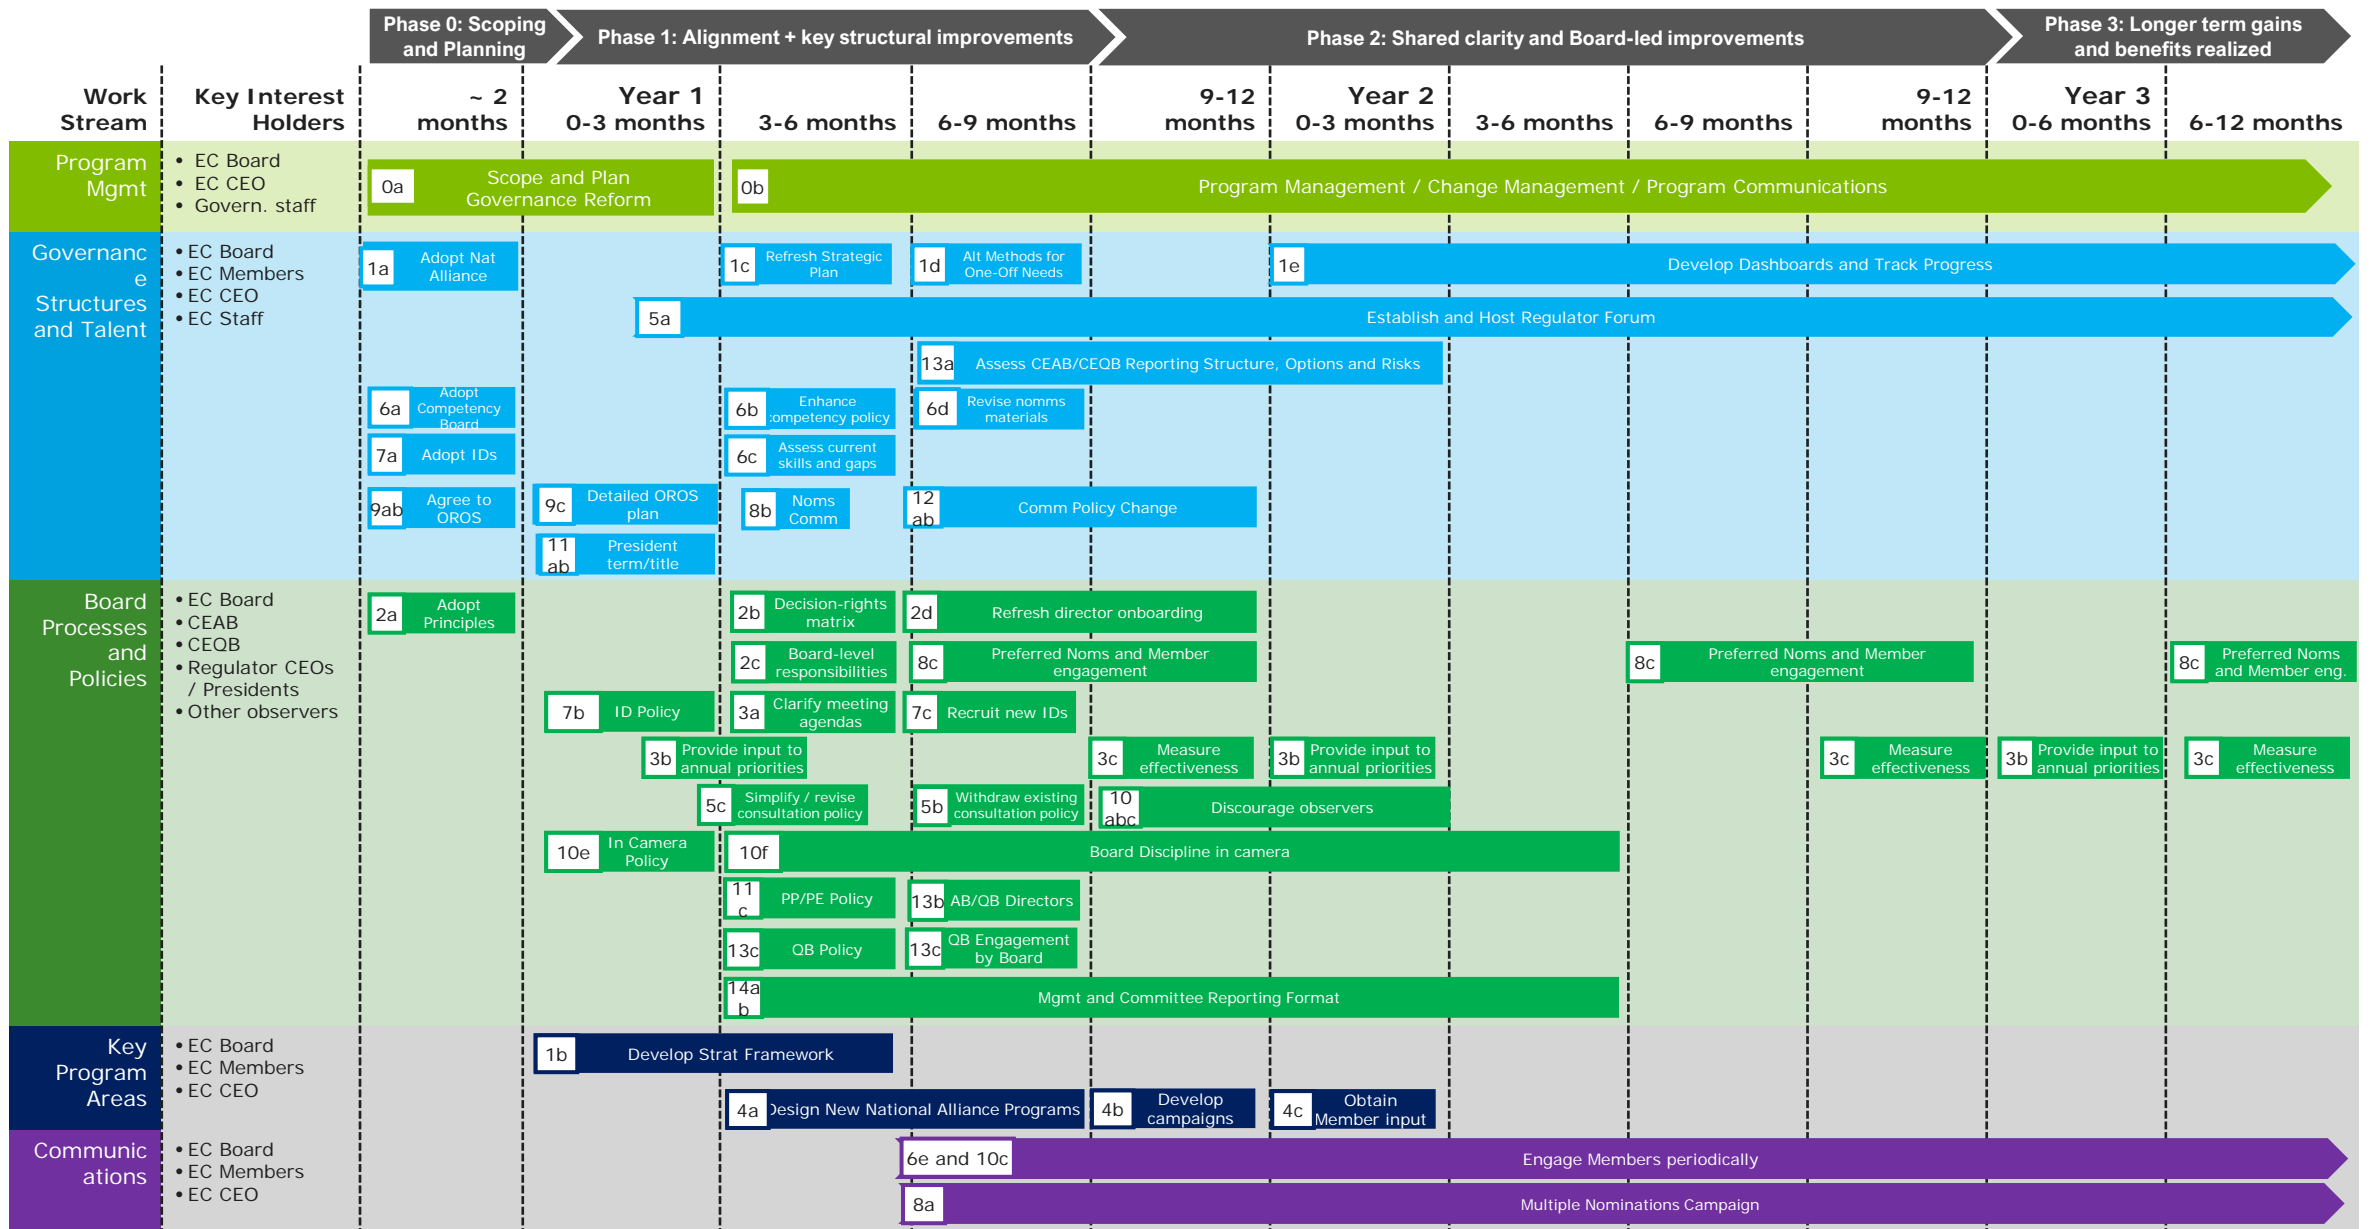 Phase 0: Scoping
and Planning
Phase 1: Alignment + key structural improvements
Phase 2: Shared clarity and Board-led improvements
Phase 3: Longer term gains
and benefits realized
Work
Stream
Key Interest
Holders
~ 2
months
Year 1
0-3 months
3-6 months
6-9 months
9-12
months
Year 2
0-3 months
3-6 months
6-9 months
9-12
months
Year 3
0-6 months
6-12 months
Program
Mgmt
• EC Board
• EC CEO
• Govern. staff
0a
Scope and Plan
Governance Reform
0b
Program Management / Change Management / Program Communications
Governanc
e
Structures
and Talent
• EC Board
• EC Members
• EC CEO
• EC Staff
1a
Adopt Nat
Alliance
1c
Refresh Strategic
Plan
1d
Alt Methods for
One-Off Needs
1e
Develop Dashboards and Track Progress
5a
Establish and Host Regulator Forum
13a
Assess CEAB/CEQB Reporting Structure, Options and Risks
6a
Adopt
Competency
Board
6b
Enhance
ompetency policy
6d
Revise nomms
materials
7a
Adopt IDs
6c
Assess current
skills and gaps
9ab
Agree to
OROS
9c
Detailed OROS
plan
8b
Noms
Comm
12
ab
Comm Policy Change
11
ab
President
term/title
Board
Processes
and
Policies
• EC Board
• CEAB
• CEQB
• Regulator CEOs
/ Presidents
• Other observers
2a
Adopt
Principles
2b
Decision-rights
matrix
2d
Refresh director onboarding
2c
Board-level
responsibilities
8c
Preferred Noms and Member
engagement
8c
Preferred Noms and Member
engagement
8c
Preferred Noms
and Member eng.
7b
ID Policy
3a
Clarify meeting
agendas
7c
Recruit new IDs
3b
Provide input to
annual priorities
3c
Measure
effectiveness
3b
Provide input to
annual priorities
3c
Measure
effectiveness
3b
Provide input to
annual priorities
3c
Measure
effectiveness
5c
Simplify / revise
consultation policy
5b
Withdraw existing
consultation policy
10
abc
Discourage observers
10e
In Camera
Policy
10f
Board Discipline in camera
11
c
PP/PE Policy
13b
AB/QB Directors
13c
QB Policy
13c
QB Engagement
by Board
14a
b
Mgmt and Committee Reporting Format
Key
Program
Areas
• EC Board
• EC Members
• EC CEO
1b
Develop Strat Framework
4a
Design New National Alliance Programs
4b
Develop
campaigns
4c
Obtain
Member input
Communic
ations
• EC Board
• EC Members
• EC CEO
6e and 10c
Engage Members periodically
8a
Multiple Nominations Campaign